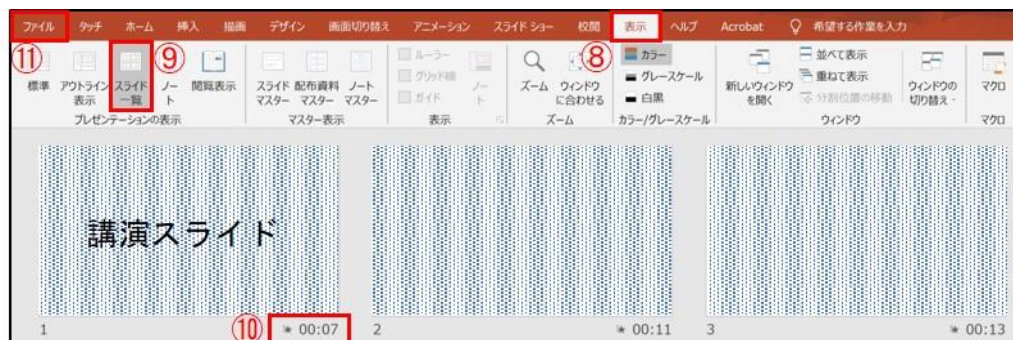 ファイル タッチ ホーム 挿入 描画 デザイン 画面切り替え アニメーション スライド ショー 校閲 表示 ヘルプ Acrobat 希望する作業を入力
⑪ ⑨ ⑧
標準 アウトライン表示 スライド一覧 ノート 閲覧表示
スライドマスター 配布資料マスター ノートマスター
ルーラー
グリッド線
ガイド
ノート
ズーム ウィンドウに合わせる
カラー
グレースケール
白黒
新しいウィンドウを開く
並べて表示
重ねて表示
分割位置の移動
ウィンドウの切り替え
マクロ
プレゼンテーションの表示 マスター表示 表示 ズーム カラー/グレースケール ウィンドウ マクロ
講演スライド
1 ⑩ 00:07 2 00:11 3 00:13